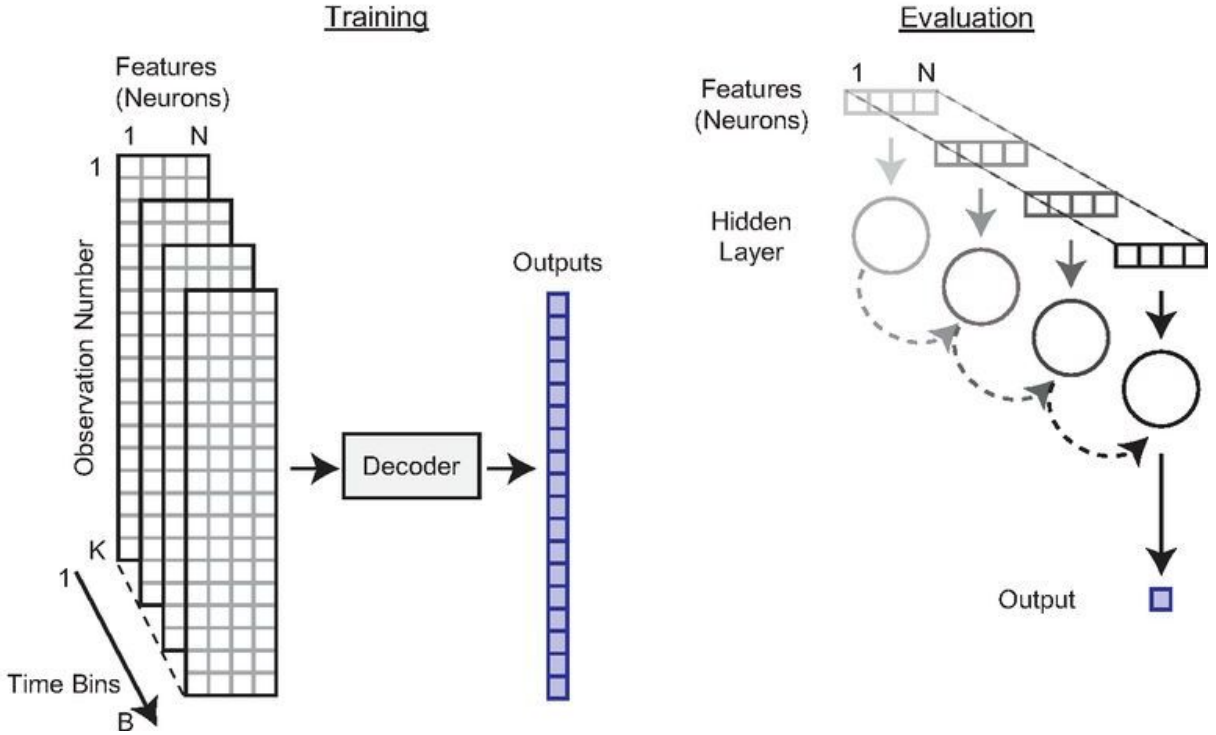 Training
Features
(Neurons)
1 N
1
Observation Number
K
1
Time Bins
B
Decoder
Outputs
Evaluation
1 N
Features
(Neurons)
Hidden
Layer
Output